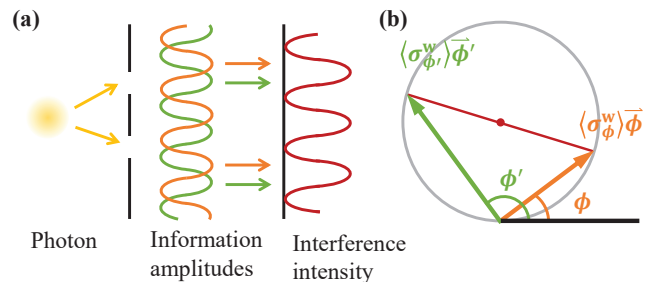 (a)
Photon
Information
amplitudes
Interference
intensity
(b)
⟨σ^w_ϕ′⟩ϕ⃗′
⟨σ^w_ϕ⟩ϕ⃗
ϕ′
ϕ